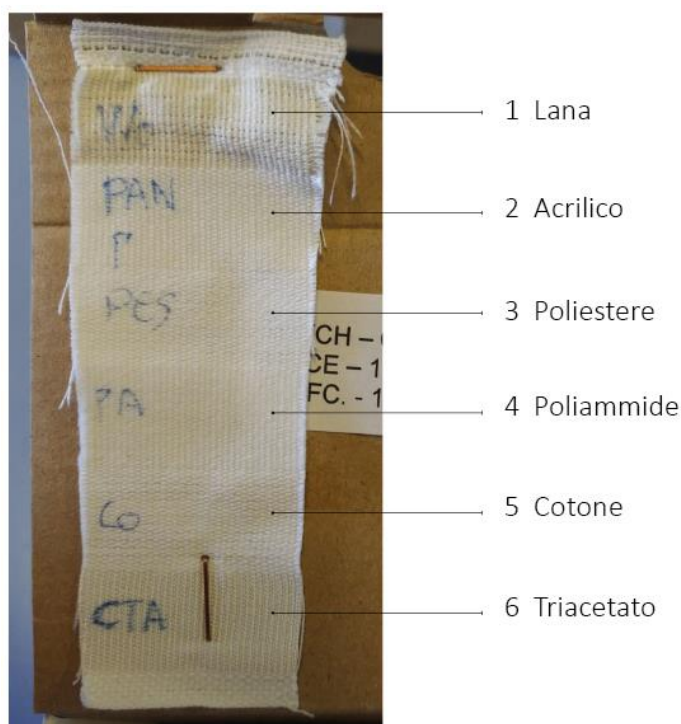 Wo
1 Lana
PAN
2 Acrilico
P
PES
3 Poliestere
CH –
CE – 1
FC. - 1
PA
4 Poliammide
Co
5 Cotone
CTA
6 Triacetato